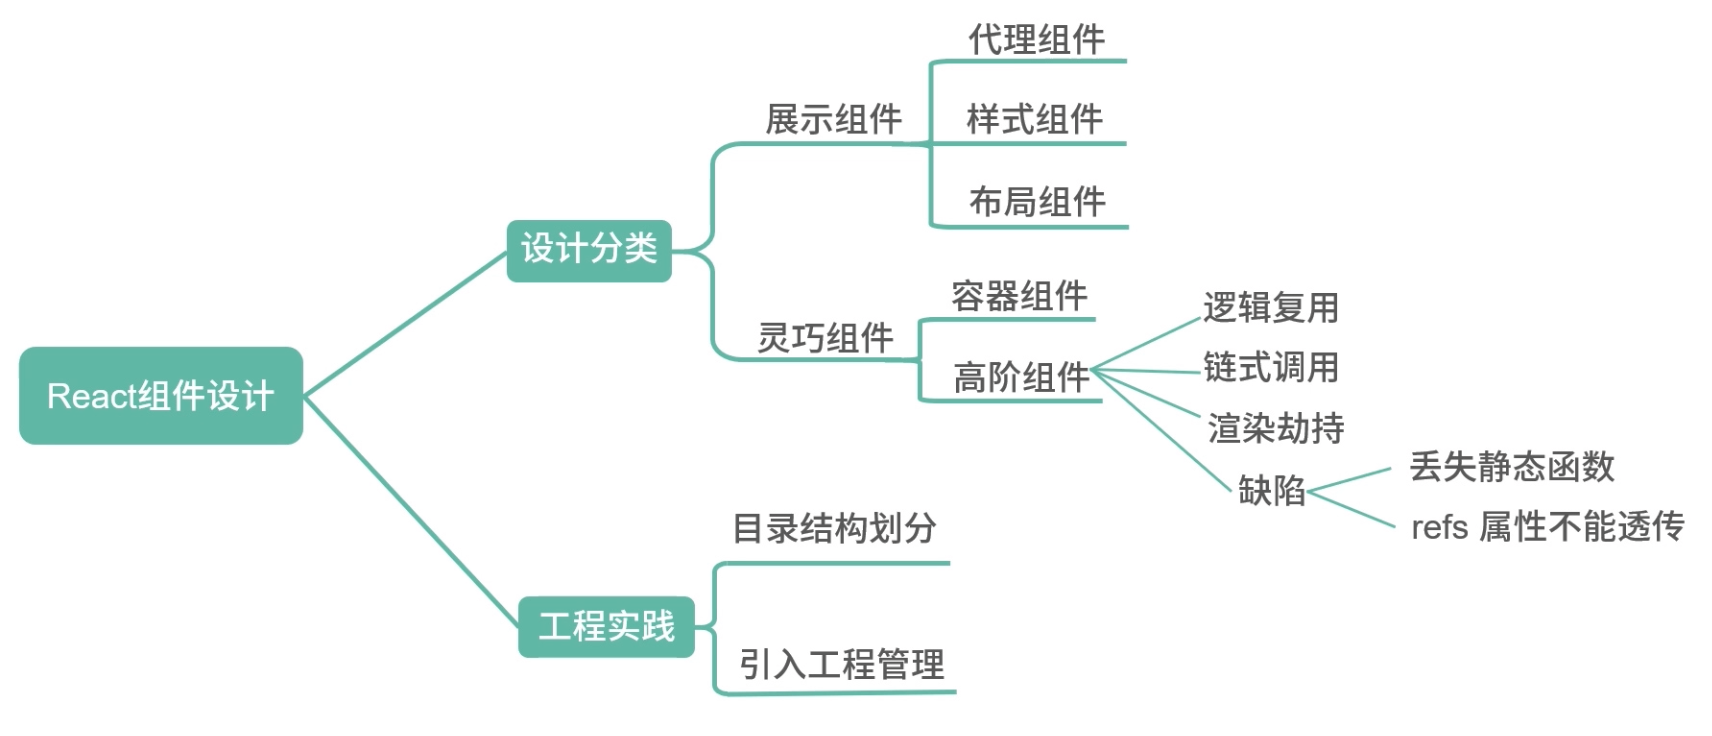 React组件设计
设计分类
展示组件
代理组件
样式组件
布局组件
灵巧组件
容器组件
高阶组件
逻辑复用
链式调用
渲染劫持
缺陷
丢失静态函数
refs 属性不能透传
工程实践
目录结构划分
引入工程管理